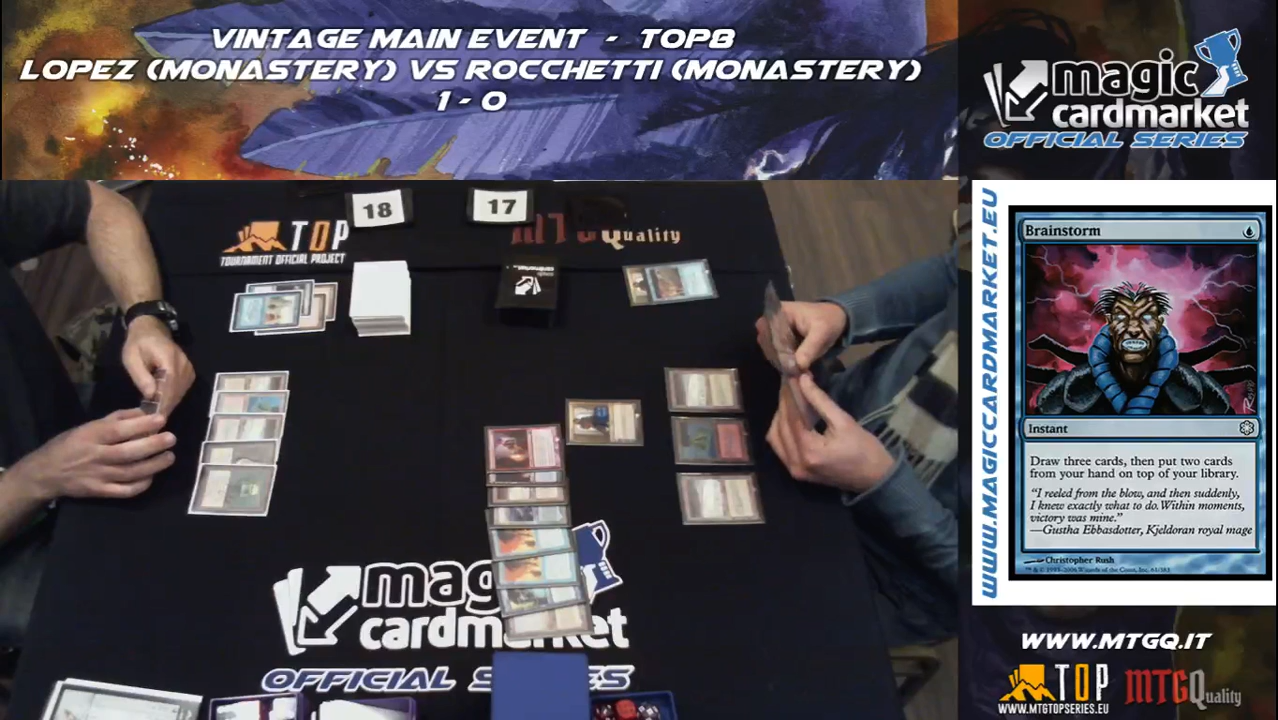 VINTAGE MAIN EVENT - TOP8
LOPEZ (MONASTERY) VS ROCCHETTI (MONASTERY)
1 - 0
magic
cardmarket
OFFICIAL SERIES
18
17
TOP
TOURNAMENT OFFICIAL PROJECT
MTGQuality
magic
cardmarket
OFFICIAL SERIES
WWW.MAGICCARDMARKET.EU
Brainstorm
Instant
Draw three cards, then put two cards
from your hand on top of your library.
"I reeled from the blow, and then suddenly,
I knew exactly what to do. Within moments,
victory was mine."
—Gustha Ebbasdotter, Kjeldoran royal mage
Christopher Rush
WWW.MTGQ.IT
TOP
WWW.MTGTOPSERIES.EU
MTGQuality